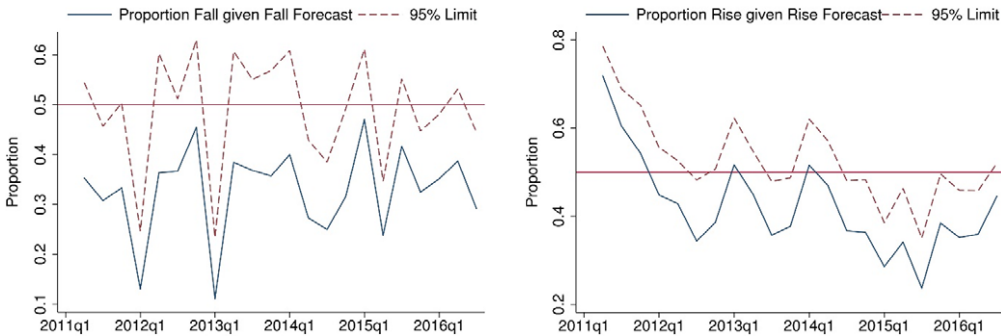 Proportion Fall given Fall Forecast
95% Limit
Proportion
0.6
0.5
0.4
0.3
0.2
0.1
2011q1 2012q1 2013q1 2014q1 2015q1 2016q1
Proportion Rise given Rise Forecast
95% Limit
Proportion
0.8
0.6
0.4
0.2
2011q1 2012q1 2013q1 2014q1 2015q1 2016q1